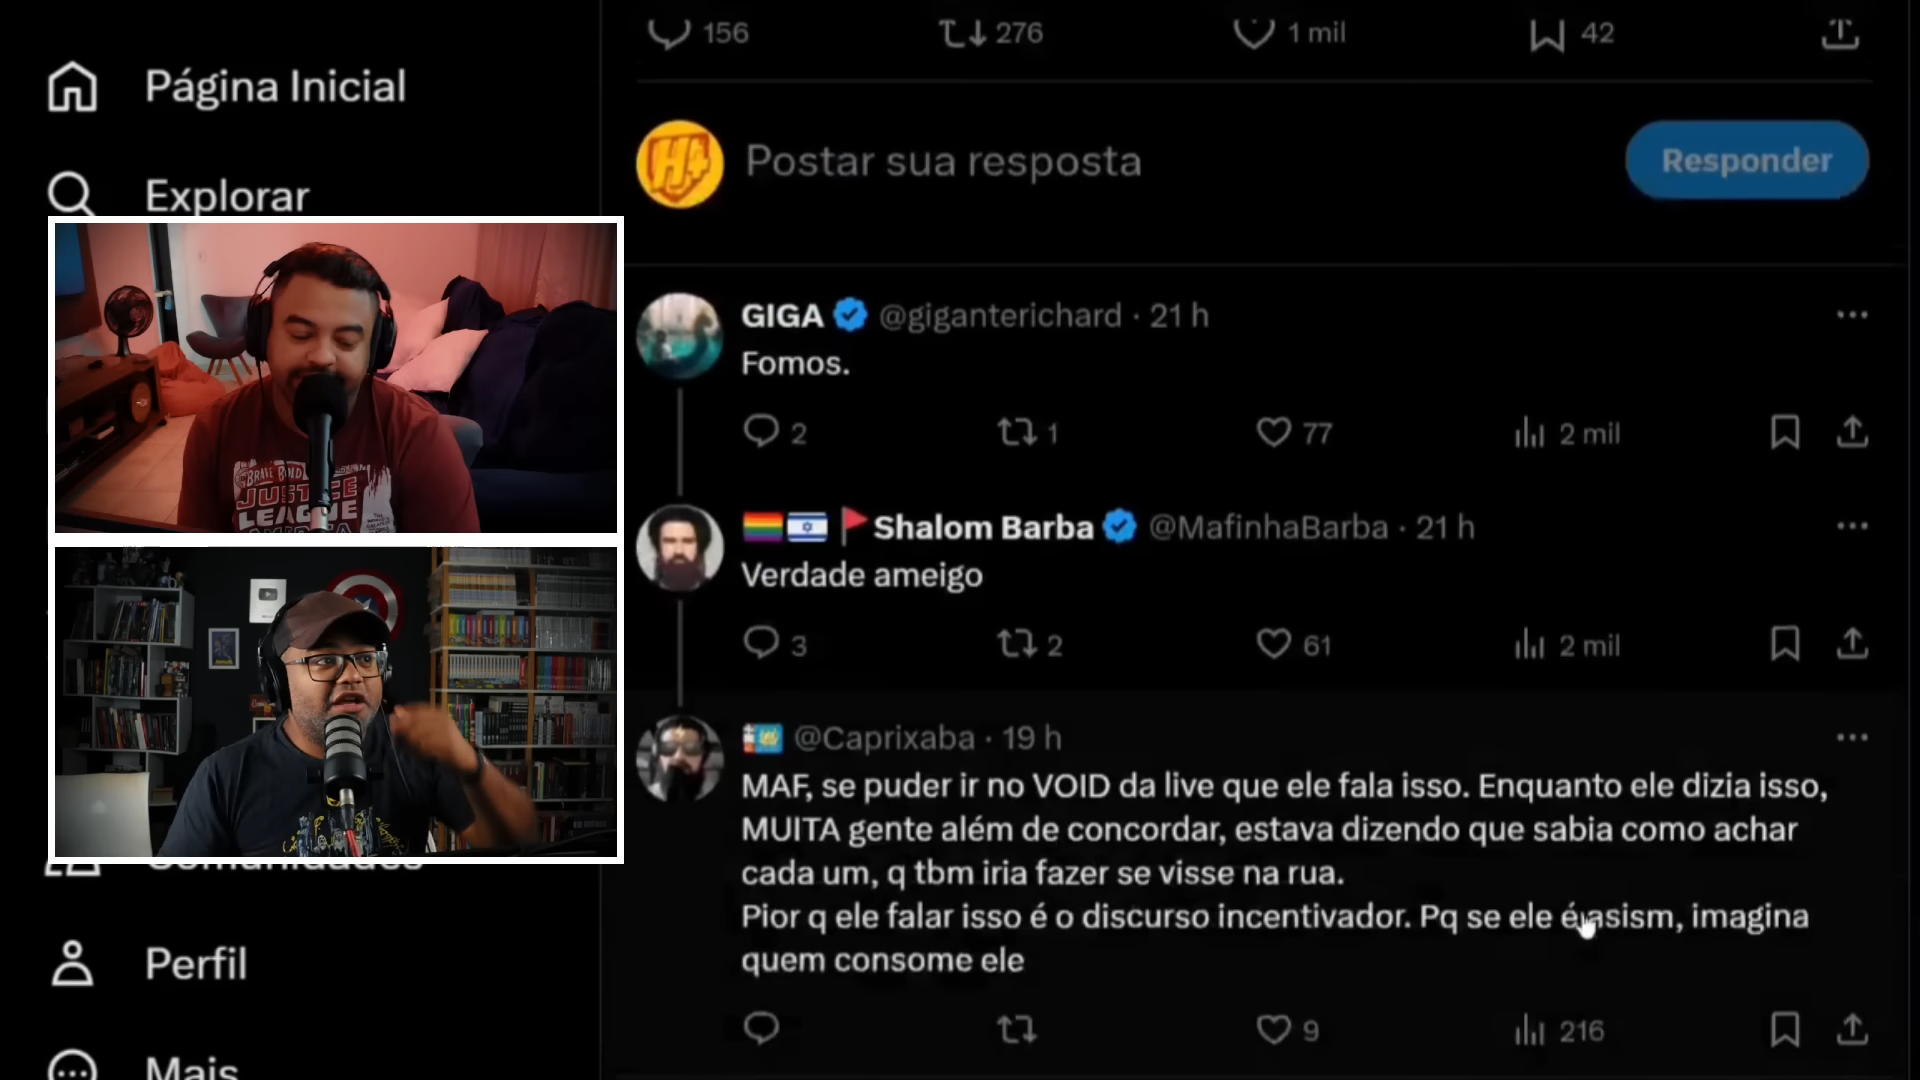 156 276 1 mil 42
Página Inicial
Explorar
H+
Postar sua resposta
Responder
GIGA @giganterichard · 21 h
Fomos.
2 1 77 2 mil
Shalom Barba @MafinhaBarba · 21 h
Verdade ameigo
3 2 61 2 mil
@Caprixaba · 19 h
MAF, se puder ir no VOID da live que ele fala isso. Enquanto ele dizia isso,
MUITA gente além de concordar, estava dizendo que sabia como achar
cada um, q tbm iria fazer se visse na rua.
Pior q ele falar isso é o discurso incentivador. Pq se ele é asism, imagina
quem consome ele
9 216
BRAVE BOLD
JUSTICE
LEAGUE
Comunidades
Perfil
Mais